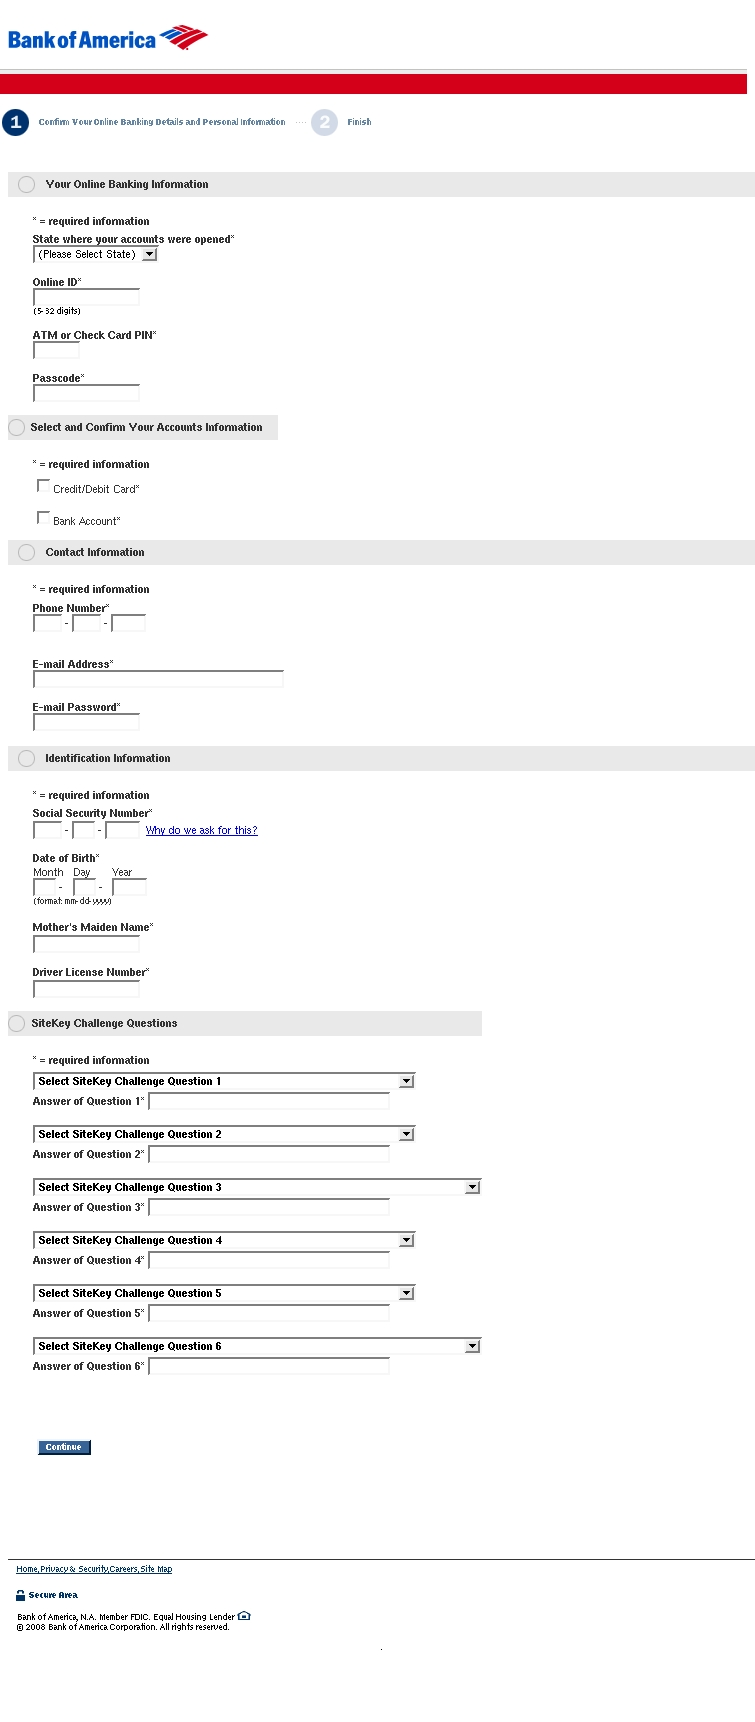 Bank of America
1 Confirm Your Online Banking Details and Personal Information ···· 2 Finish
Your Online Banking Information
* = required information
State where your accounts were opened*
(Please Select State)
Online ID*
(5-32 digits)
ATM or Check Card PIN*
Passcode*
Select and Confirm Your Accounts Information
* = required information
Credit/Debit Card*
Bank Account*
Contact Information
* = required information
Phone Number*
- -
E-mail Address*
E-mail Password*
Identification Information
* = required information
Social Security Number*
- - Why do we ask for this?
Date of Birth*
Month Day Year
- -
(format: mm-dd-yyyy)
Mother's Maiden Name*
Driver License Number*
SiteKey Challenge Questions
* = required information
Select SiteKey Challenge Question 1
Answer of Question 1*
Select SiteKey Challenge Question 2
Answer of Question 2*
Select SiteKey Challenge Question 3
Answer of Question 3*
Select SiteKey Challenge Question 4
Answer of Question 4*
Select SiteKey Challenge Question 5
Answer of Question 5*
Select SiteKey Challenge Question 6
Answer of Question 6*
Continue
Home,Privacy & Security,Careers,Site Map
Secure Area
Bank of America, N.A. Member FDIC. Equal Housing Lender
© 2008 Bank of America Corporation. All rights reserved.
.